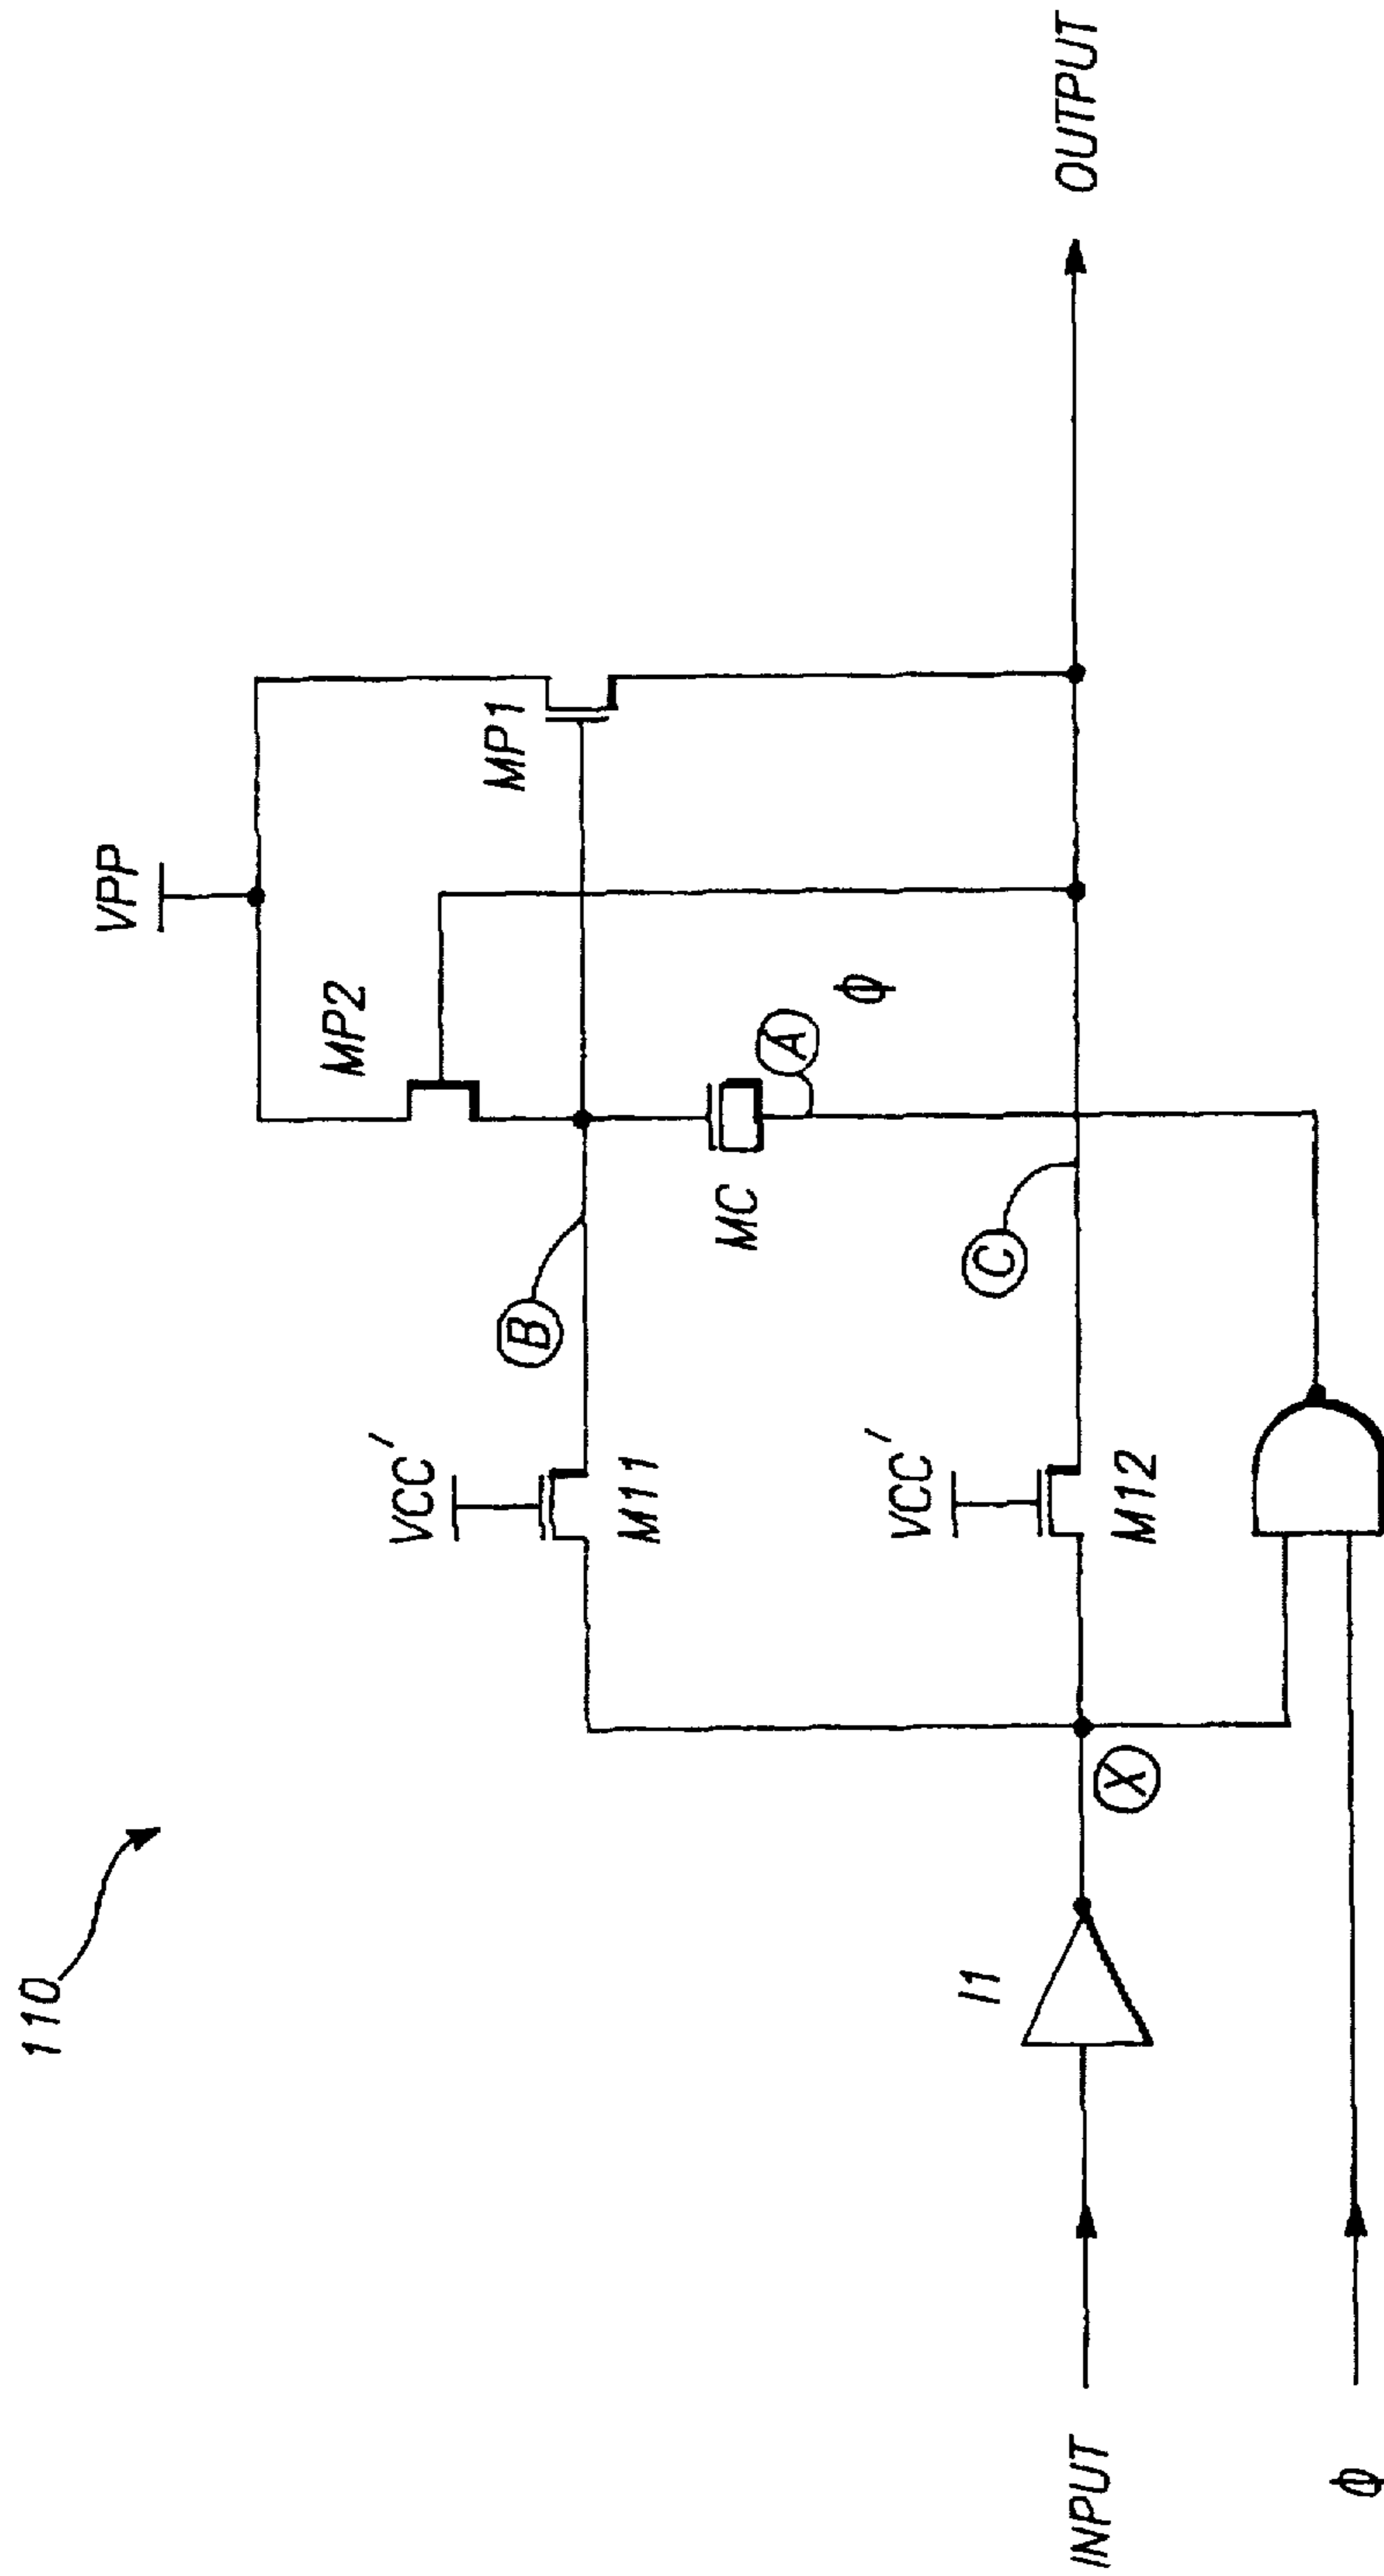 110
VPP
MP2
MP1
B
VCC'
M11
MC
A
ϕ
C
VCC'
M12
I1
X
INPUT
OUTPUT
ϕ